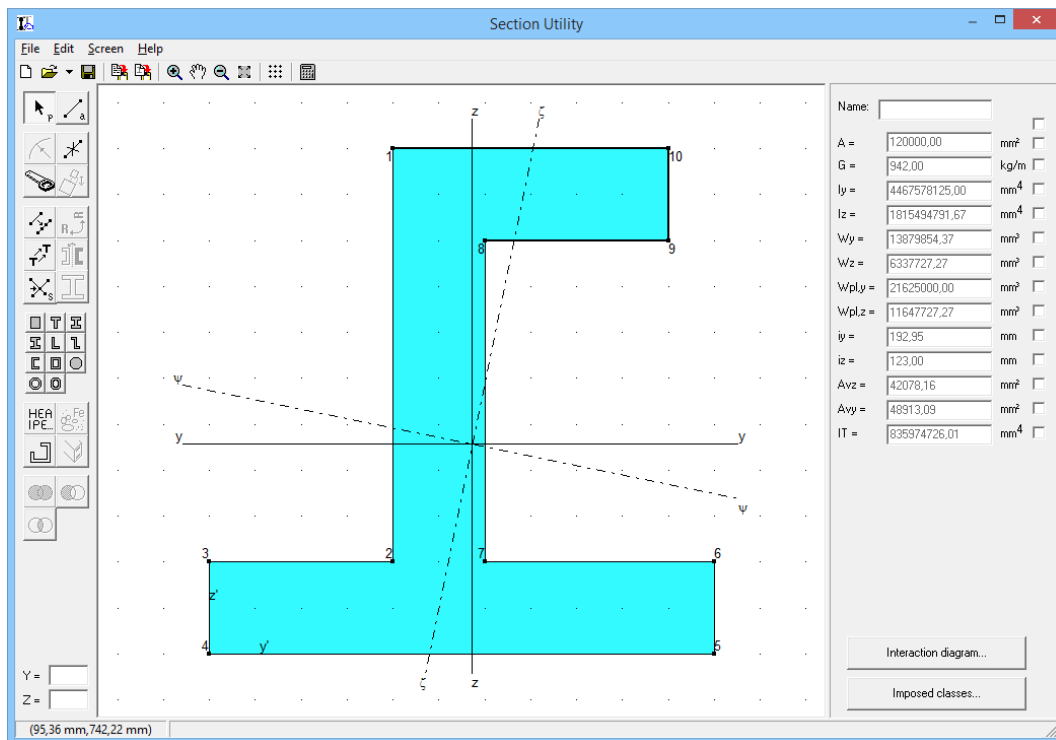 Section Utility
File Edit Screen Help
P a
R
T T
S
HEA
IPE...
Fe
Y =
Z =
(95,36 mm,742,22 mm)
z ζ
1 10
8 9
ψ
y y
ψ
3 2 7 6
z'
4 y' 5
ζ z
Name:
A = 120000,00 mm²
G = 942,00 kg/m
Iy = 4467578125,00 mm4
Iz = 1815494791,67 mm4
Wy = 13879854,37 mm³
Wz = 6337727,27 mm³
Wpl,y = 21625000,00 mm³
Wpl,z = 11647727,27 mm³
iy = 192,95 mm
iz = 123,00 mm
Avz = 42078,16 mm²
Avy = 48913,09 mm²
IT = 835974726,01 mm4
Interaction diagram...
Imposed classes...